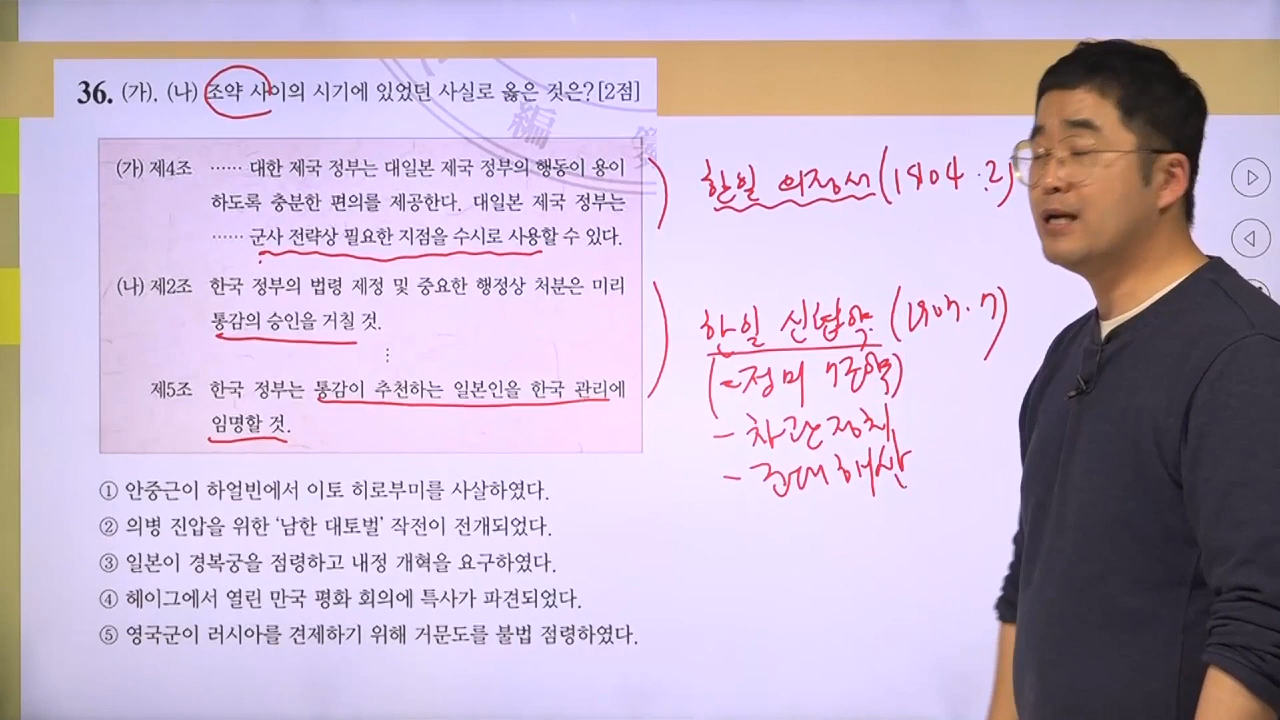 36. (가), (나) 조약 사이의 시기에 있었던 사실로 옳은 것은? [2점]
(가) 제4조 …… 대한 제국 정부는 대일본 제국 정부의 행동이 용이
하도록 충분한 편의를 제공한다. 대일본 제국 정부는
…… 군사 전략상 필요한 지점을 수시로 사용할 수 있다.
(나) 제2조 한국 정부의 법령 제정 및 중요한 행정상 처분은 미리
통감의 승인을 거칠 것.
⋮
제5조 한국 정부는 통감이 추천하는 일본인을 한국 관리에
임명할 것.
① 안중근이 하얼빈에서 이토 히로부미를 사살하였다.
② 의병 진압을 위한 '남한 대토벌' 작전이 전개되었다.
③ 일본이 경복궁을 점령하고 내정 개혁을 요구하였다.
④ 헤이그에서 열린 만국 평화 회의에 특사가 파견되었다.
⑤ 영국군이 러시아를 견제하기 위해 거문도를 불법 점령하였다.
한일 의정서(1904.2)
한일 신협약(1907.7)
(=정미 7조약)
- 차관정치
- 군대해산
編